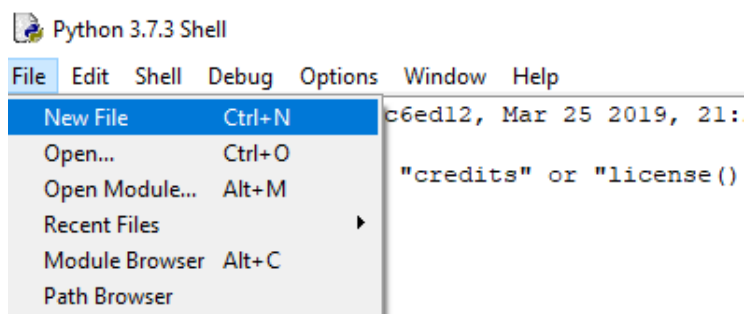 Python 3.7.3 Shell
File Edit Shell Debug Options Window Help
New File Ctrl+N c6ed12, Mar 25 2019, 21:
Open... Ctrl+O
Open Module... Alt+M "credits" or "license()
Recent Files
Module Browser Alt+C
Path Browser